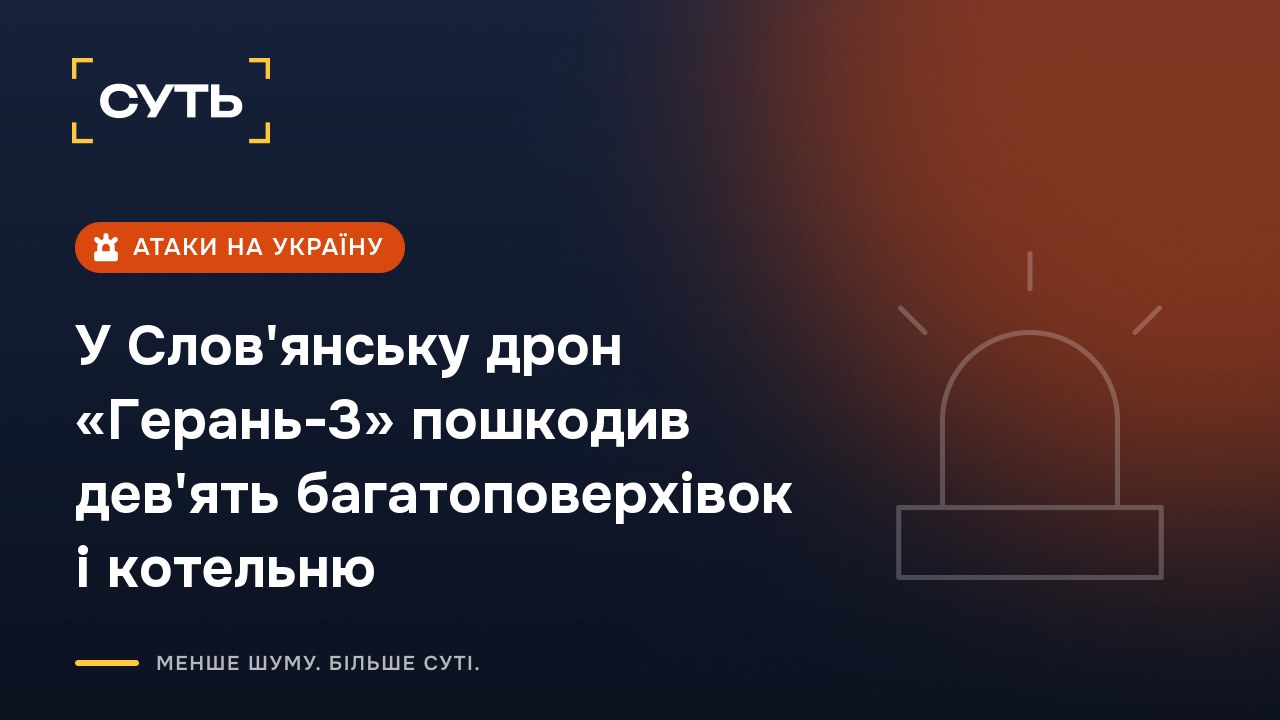 СУТЬ
АТАКИ НА УКРАЇНУ
У Слов'янську дрон
«Герань-3» пошкодив
дев'ять багатоповерхівок
і котельню
МЕНШЕ ШУМУ. БІЛЬШЕ СУТІ.